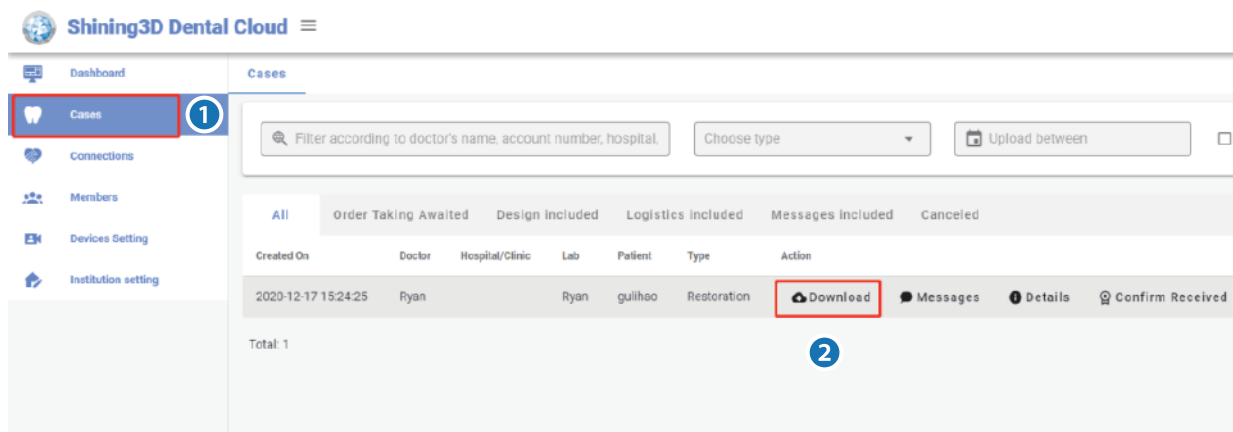 Shining3D Dental Cloud
Dashboard
Cases
1
Connections
Members
Devices Setting
Institution setting
Cases
Filter according to doctor's name, account number, hospital,
Choose type
Upload between
All Order Taking Awaited Design Included Logistics Included Messages Included Canceled
Created On Doctor Hospital/Clinic Lab Patient Type Action
2020-12-17 15:24:25 Ryan Ryan gulihao Restoration Download Messages Details Confirm Received
Total: 1
2